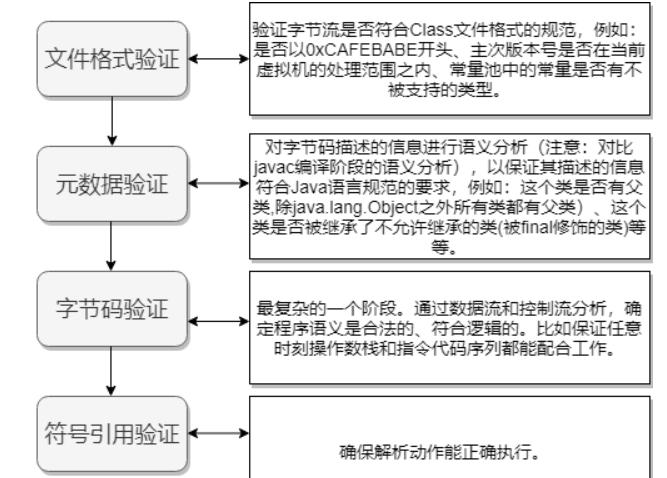 文件格式验证
验证字节流是否符合Class文件格式的规范，例如：
是否以0xCAFEBABE开头、主次版本号是否在当前
虚拟机的处理范围之内、常量池中的常量是否有不
被支持的类型。
元数据验证
对字节码描述的信息进行语义分析（注意：对比
javac编译阶段的语义分析），以保证其描述的信息
符合Java语言规范的要求，例如：这个类是否有父
类,除java.lang.Object之外所有类都有父类）、这个
类是否被继承了不允许继承的类(被final修饰的类)等
等。
字节码验证
最复杂的一个阶段。通过数据流和控制流分析，确
定程序语义是合法的、符合逻辑的。比如保证任意
时刻操作数栈和指令代码序列都能配合工作。
符号引用验证
确保解析动作能正确执行。